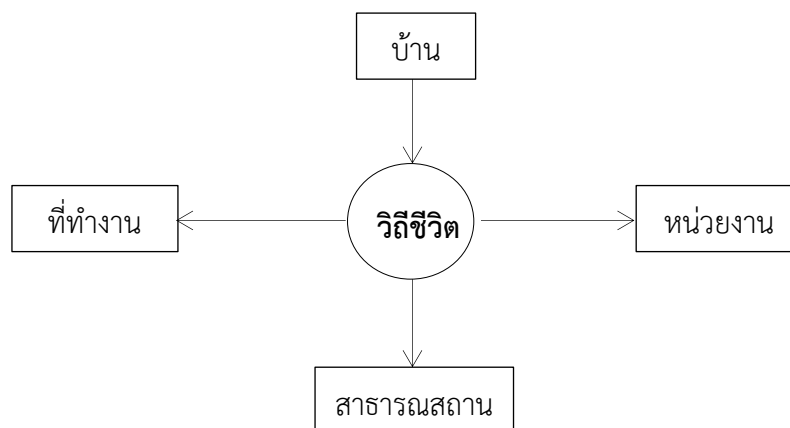 บ้าน
ที่ทำงาน
วิถีชีวิต
หน่วยงาน
สาธารณสถาน